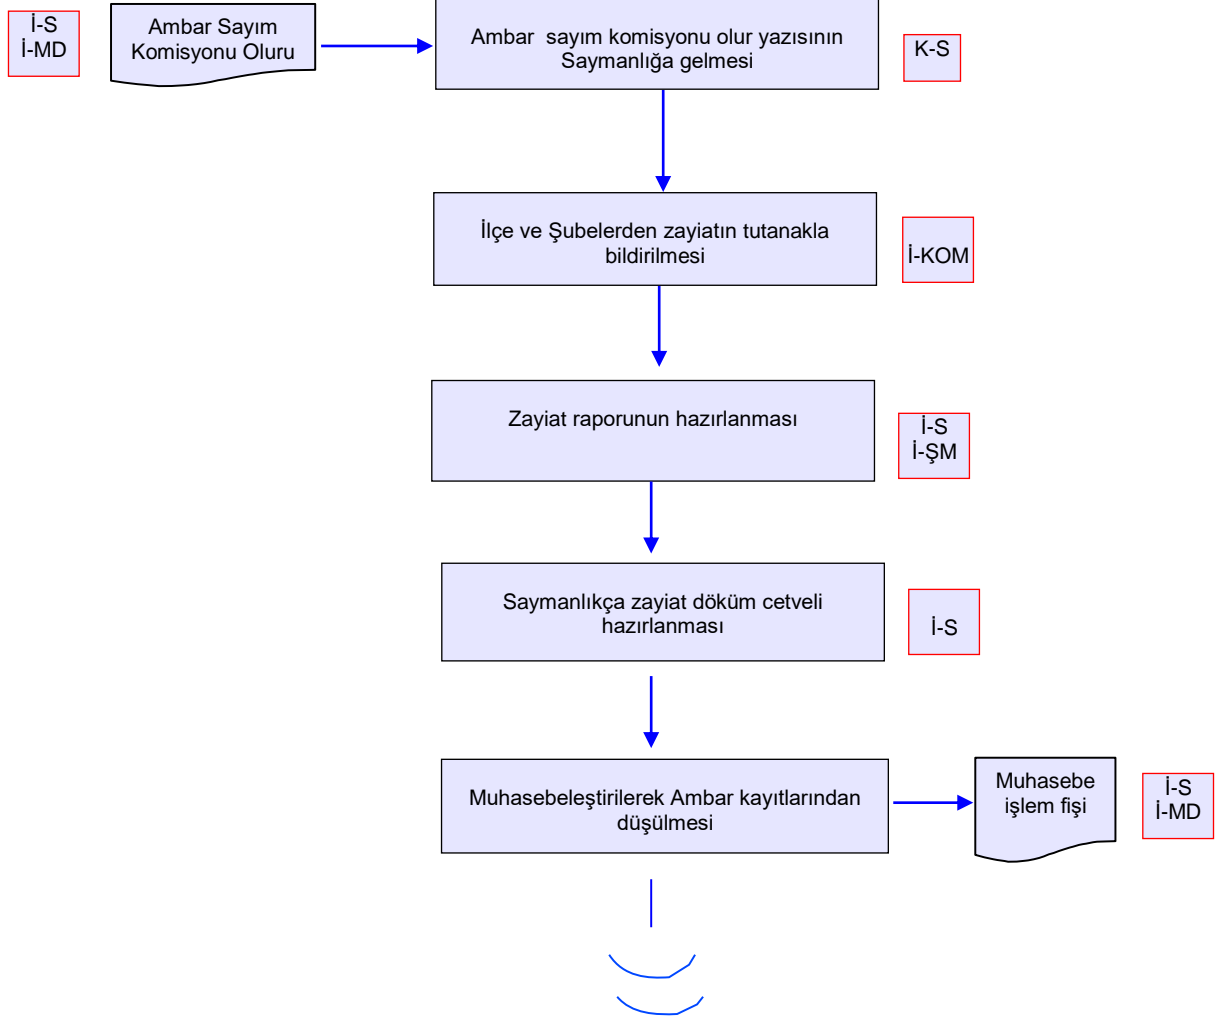 İ-S
İ-MD
Ambar Sayım
Komisyonu Oluru
Ambar  sayım komisyonu olur yazısının
Saymanlığa gelmesi
K-S
İlçe ve Şubelerden zayiatın tutanakla
bildirilmesi
İ-KOM
Zayiat raporunun hazırlanması
İ-S
İ-ŞM
Saymanlıkça zayiat döküm cetveli
hazırlanması
İ-S
Muhasebeleştirilerek Ambar kayıtlarından
düşülmesi
Muhasebe
işlem fişi
İ-S
İ-MD